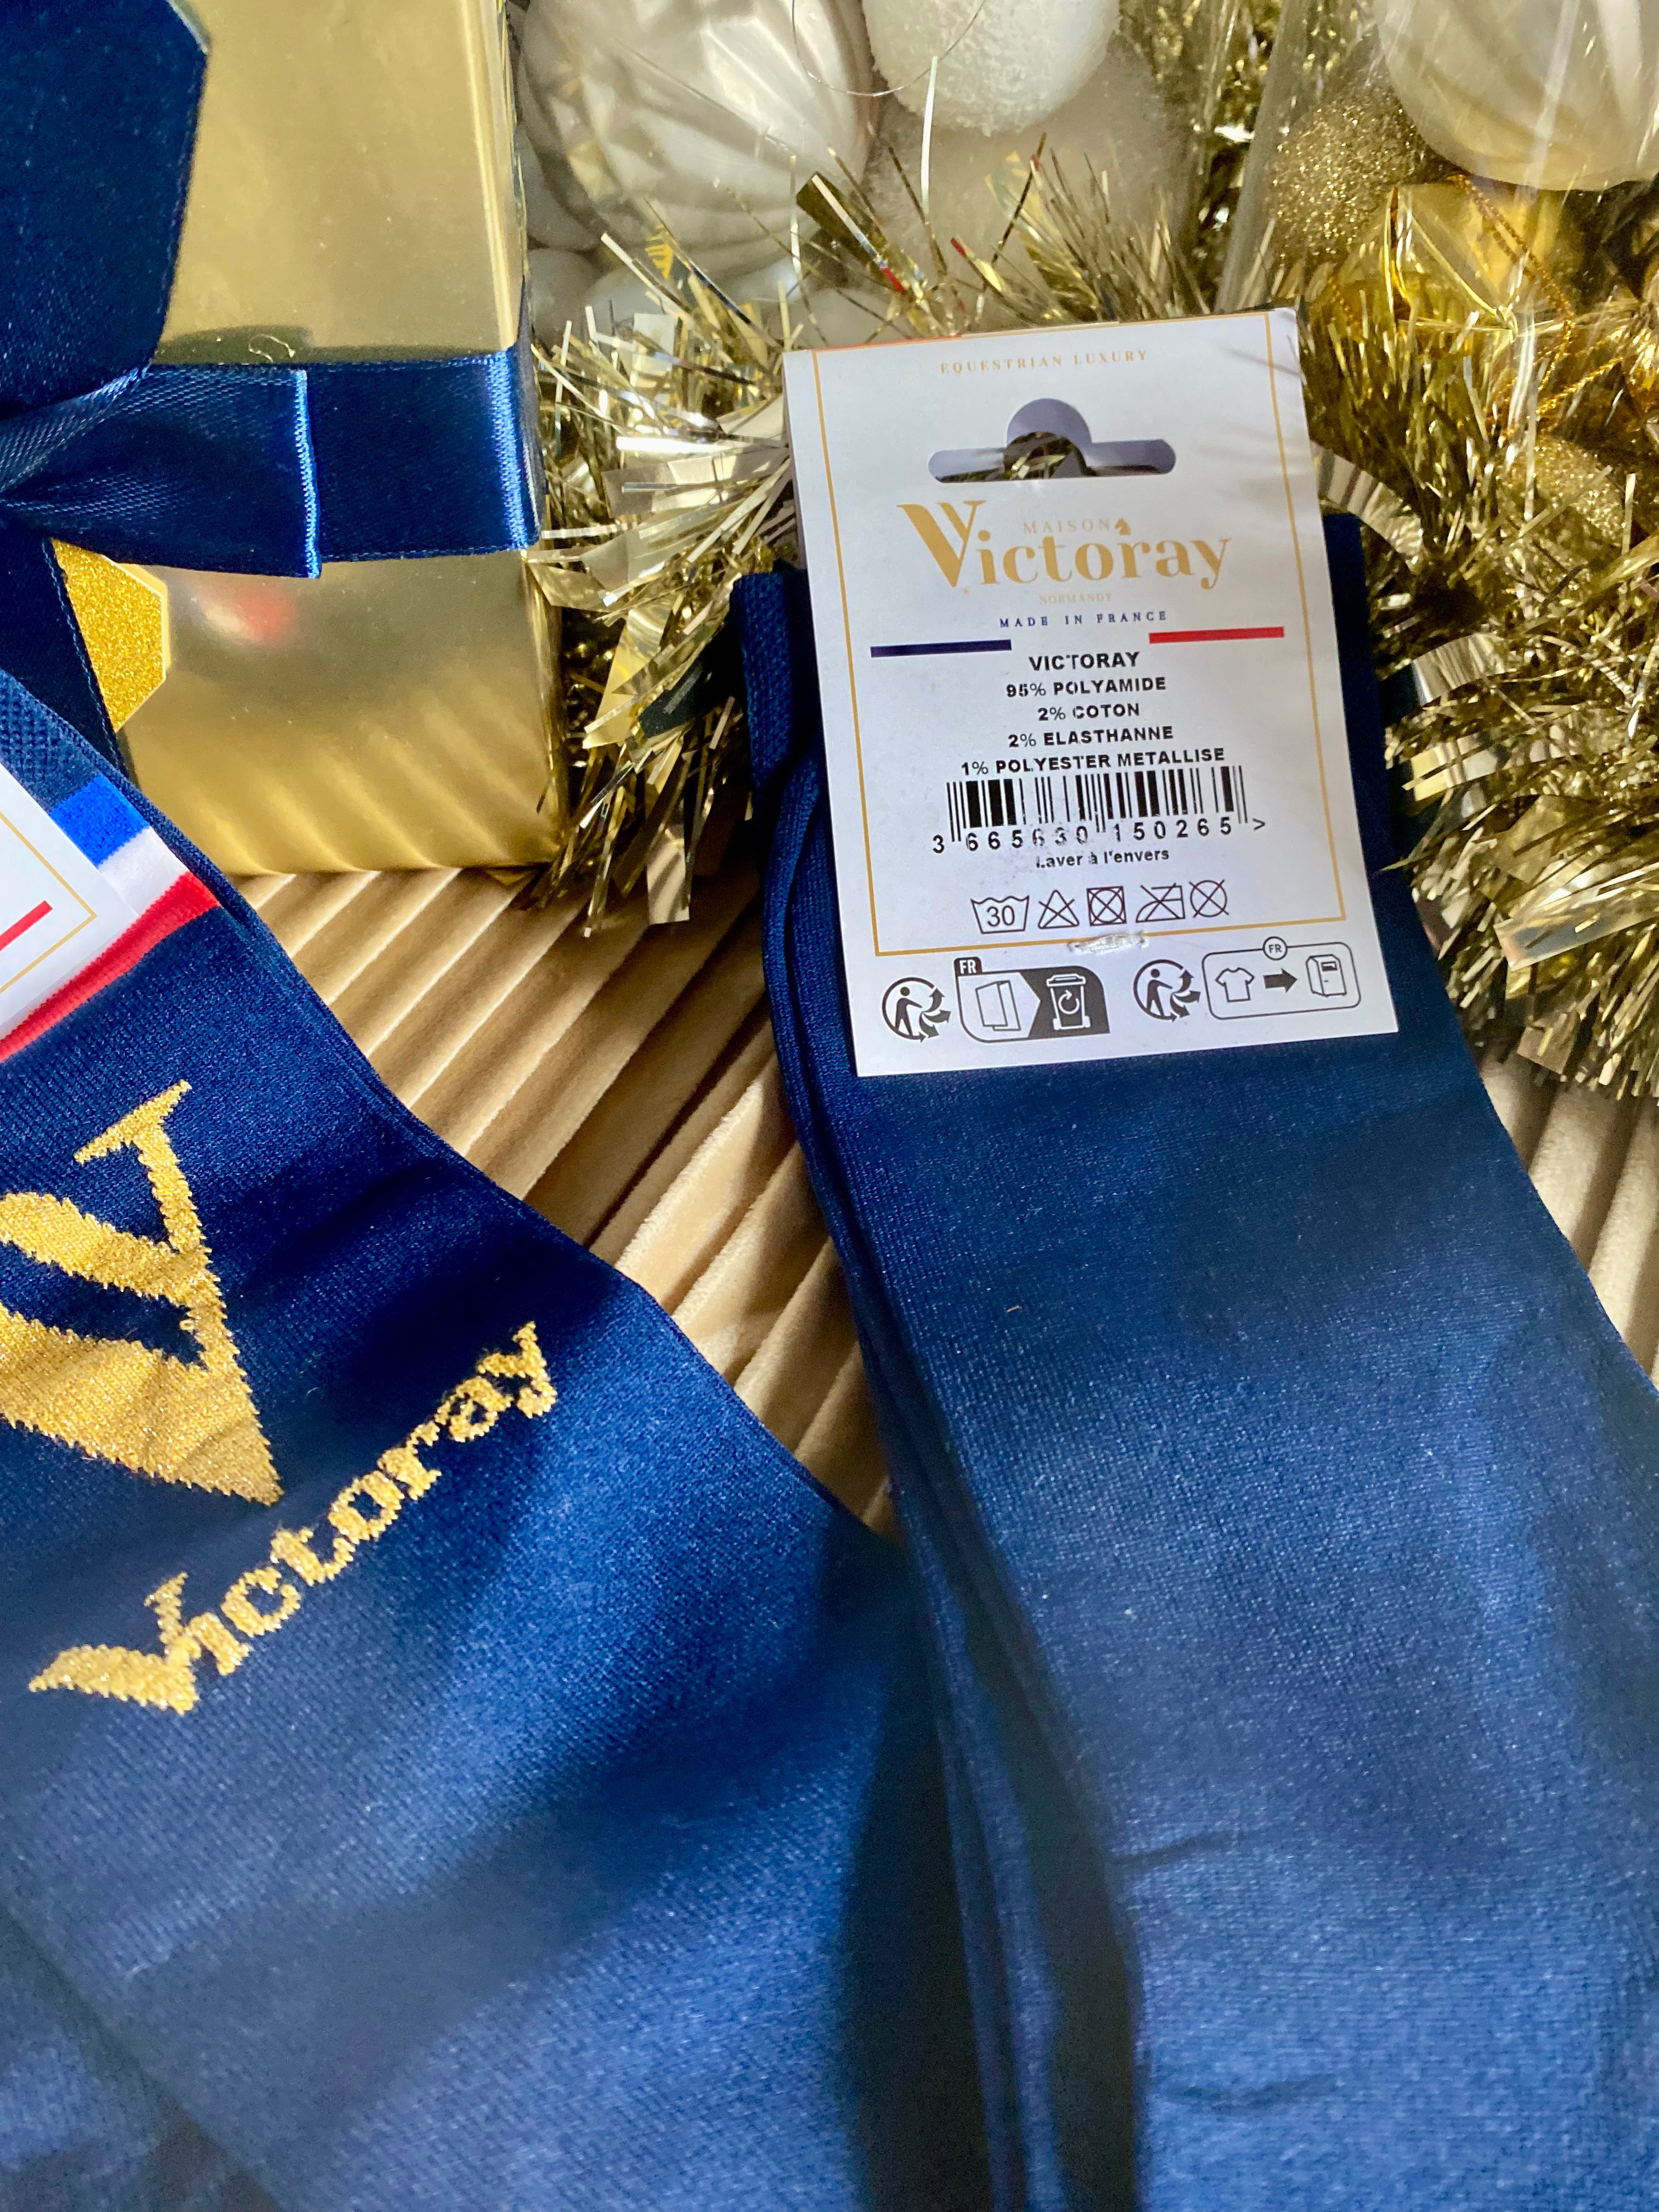 EQUESTRIAN LUXURY
MAISON
Victoray
NORMANDY
MADE IN FRANCE
VICTORAY
95% POLYAMIDE
2% COTON
2% ELASTHANNE
1% POLYESTER METALLISE
3 665630 150265 >
Laver à l'envers
30
FR
FR
V
Victoray